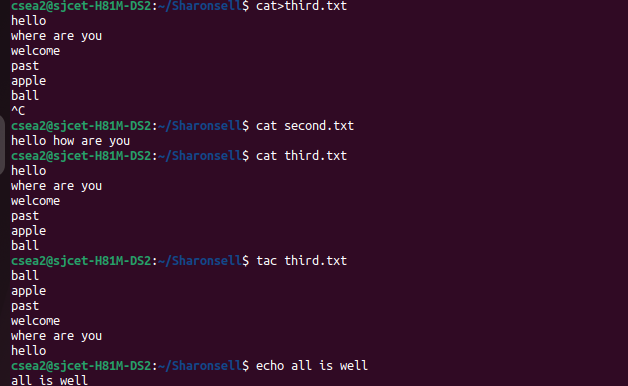 csea2@sjcet-H81M-DS2:~/Sharonsell$ cat>third.txt
hello
where are you
welcome
past
apple
ball
^C
csea2@sjcet-H81M-DS2:~/Sharonsell$ cat second.txt
hello how are you
csea2@sjcet-H81M-DS2:~/Sharonsell$ cat third.txt
hello
where are you
welcome
past
apple
ball
csea2@sjcet-H81M-DS2:~/Sharonsell$ tac third.txt
ball
apple
past
welcome
where are you
hello
csea2@sjcet-H81M-DS2:~/Sharonsell$ echo all is well
all is well